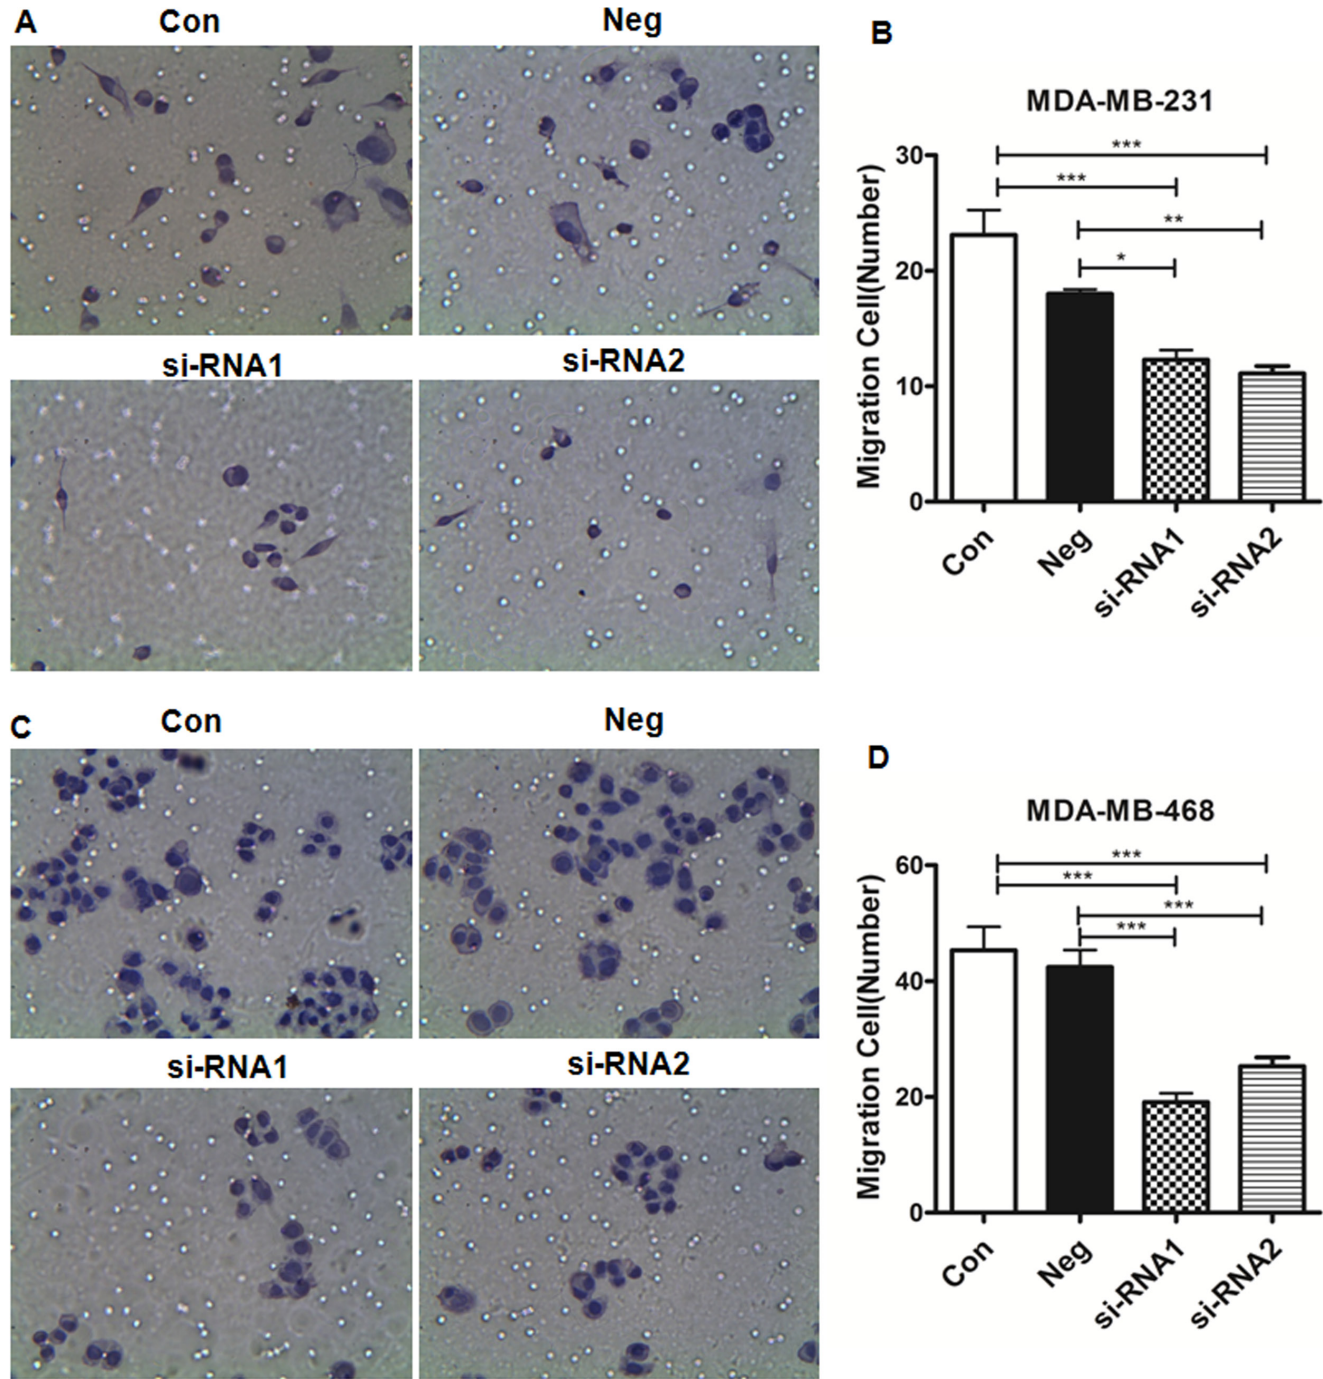 A
Con
Neg
si-RNA1
si-RNA2
B
MDA-MB-231
***
***
**
*
Migration Cell(Number)
30
20
10
0
Con
Neg
si-RNA1
si-RNA2
C
Con
Neg
si-RNA1
si-RNA2
D
MDA-MB-468
***
***
***
***
Migration Cell(Number)
60
40
20
0
Con
Neg
si-RNA1
si-RNA2